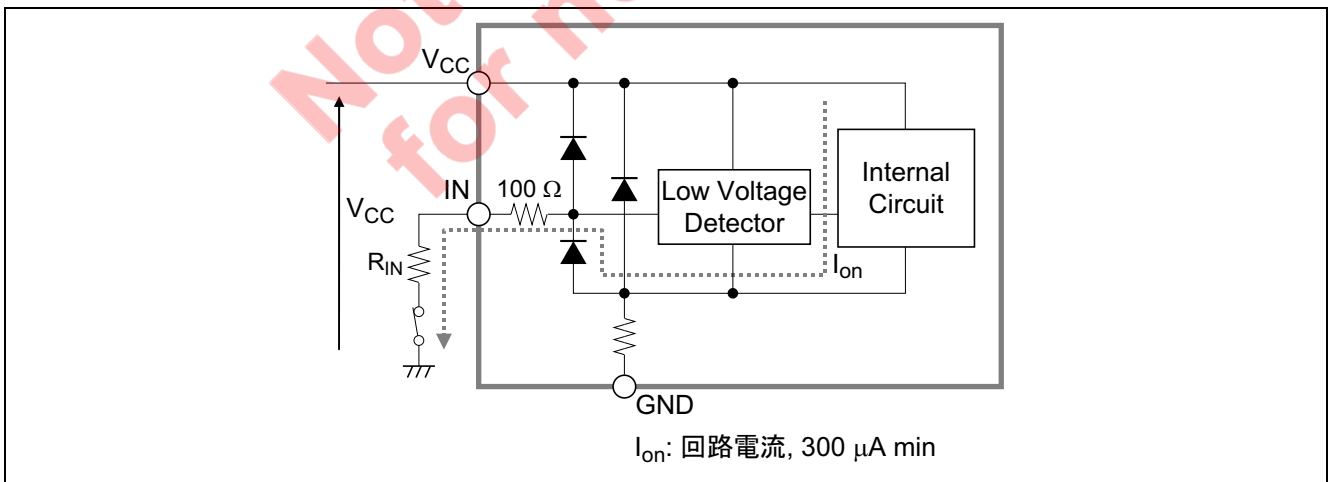 Not
for n
VCC
VCC
IN
100 Ω
RIN
Low Voltage
Detector
Internal
Circuit
Ion
GND
Ion: 回路電流, 300 μA min